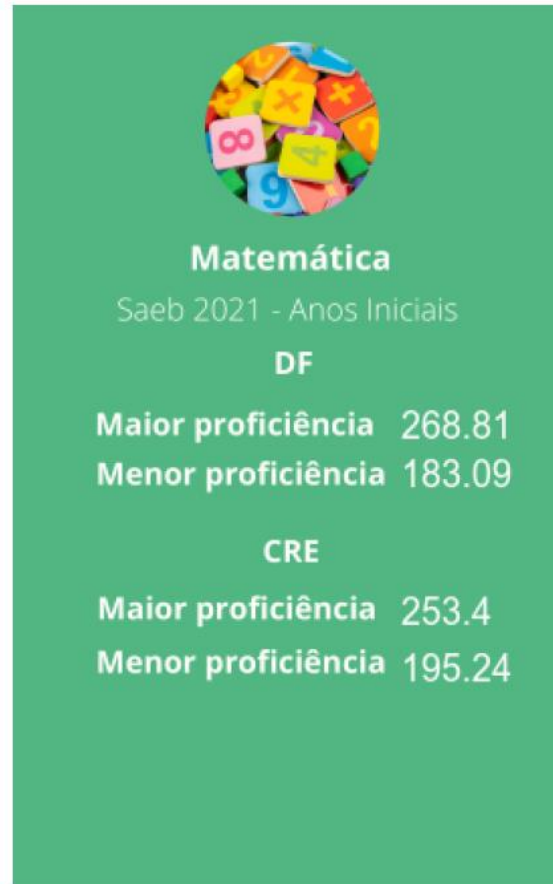 Matemática
Saeb 2021 - Anos Iniciais
DF
Maior proficiência 268.81
Menor proficiência 183.09
CRE
Maior proficiência 253.4
Menor proficiência 195.24